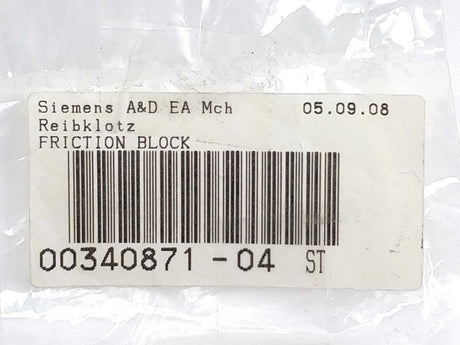 Siemens A&D EA Mch 05.09.08
Reibklotz
FRICTION BLOCK
00340871 -04 ST